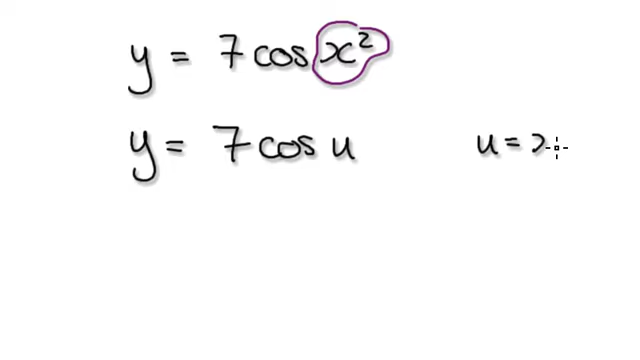 y = 7 cos x²
y = 7 cos u u =